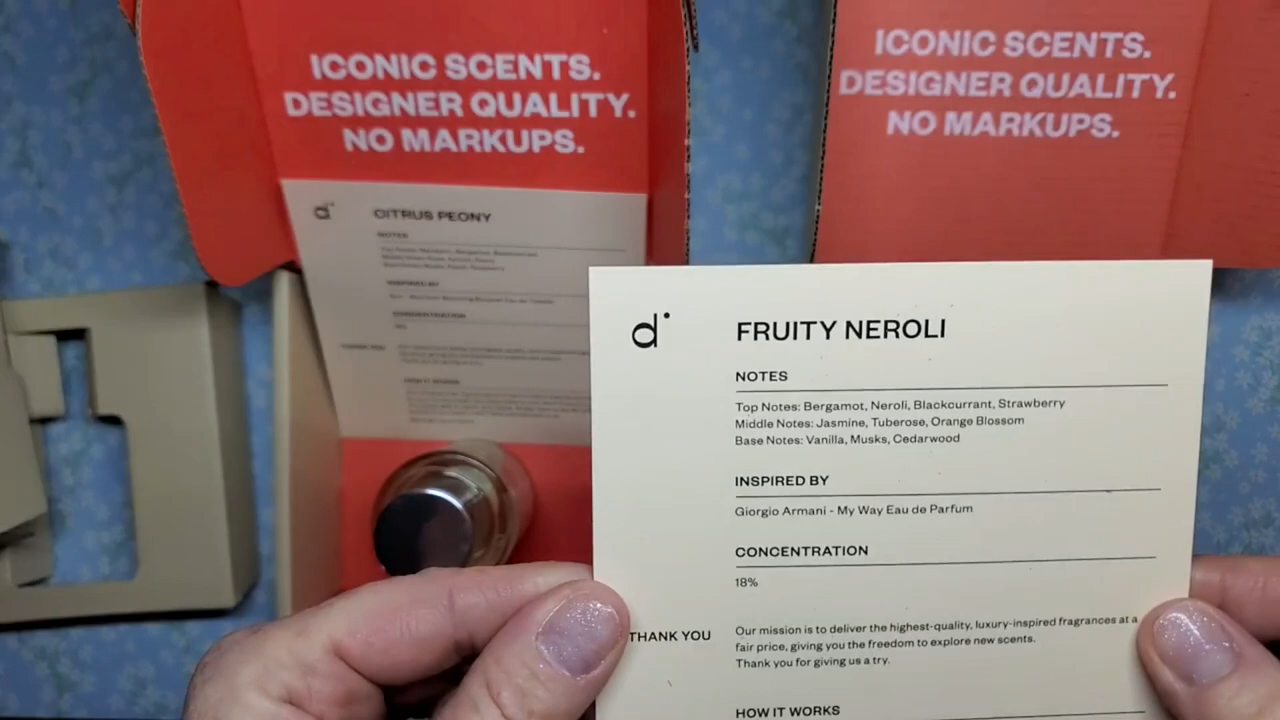 ICONIC SCENTS.
DESIGNER QUALITY.
NO MARKUPS.
ICONIC SCENTS.
DESIGNER QUALITY.
NO MARKUPS.
d
CITRUS PEONY
NOTES
INSPIRED BY
CONCENTRATION
d
FRUITY NEROLI
NOTES
Top Notes: Bergamot, Neroli, Blackcurrant, Strawberry
Middle Notes: Jasmine, Tuberose, Orange Blossom
Base Notes: Vanilla, Musks, Cedarwood
INSPIRED BY
Giorgio Armani - My Way Eau de Parfum
CONCENTRATION
18%
THANK YOU
Our mission is to deliver the highest-quality, luxury-inspired fragrances at a
fair price, giving you the freedom to explore new scents.
Thank you for giving us a try.
HOW IT WORKS